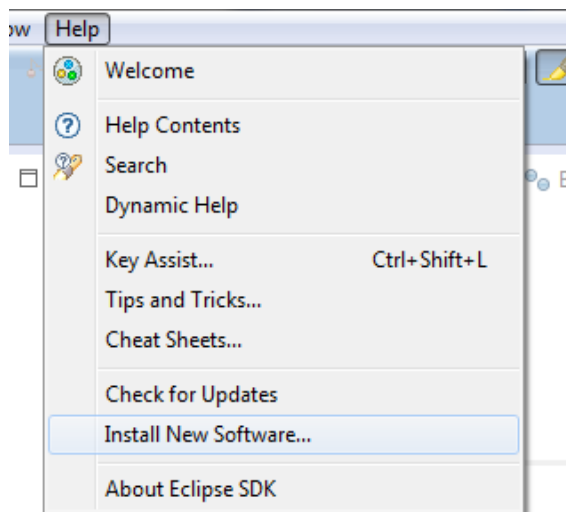 ow Help
Welcome
Help Contents
Search
Dynamic Help
Key Assist... Ctrl+Shift+L
Tips and Tricks...
Cheat Sheets...
Check for Updates
Install New Software...
About Eclipse SDK